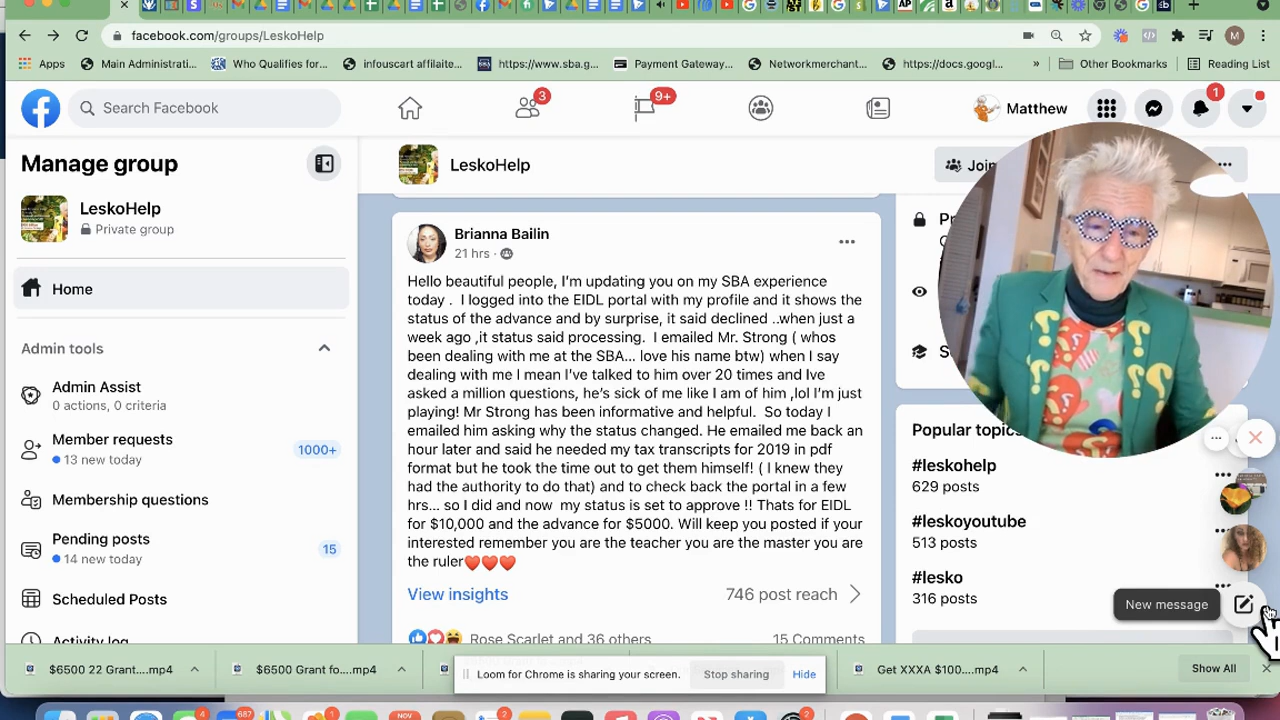 facebook.com/groups/LeskoHelp
M
Apps
Main Administrati...
Who Qualifies for...
infouscart affilaite...
https://www.sba.g...
Payment Gateway...
Networkmerchant...
https://docs.googl...
»
Other Bookmarks
Reading List
Search Facebook
3
9+
Matthew
1
Manage group
LeskoHelp
Private group
Home
Admin tools
Admin Assist
0 actions, 0 criteria
Member requests
13 new today
1000+
Membership questions
Pending posts
14 new today
15
Scheduled Posts
Activity log
LeskoHelp
Join
Brianna Bailin
21 hrs ·
Hello beautiful people, I'm updating you on my SBA experience
today . I logged into the EIDL portal with my profile and it shows the
status of the advance and by surprise, it said declined ..when just a
week ago ,it status said processing. I emailed Mr. Strong ( whos
been dealing with me at the SBA... love his name btw) when I say
dealing with me I mean I've talked to him over 20 times and Ive
asked a million questions, he's sick of me like I am of him ,lol I'm just
playing! Mr Strong has been informative and helpful. So today I
emailed him asking why the status changed. He emailed me back an
hour later and said he needed my tax transcripts for 2019 in pdf
format but he took the time out to get them himself! ( I knew they
had the authority to do that) and to check back the portal in a few
hrs... so I did and now my status is set to approve !! Thats for EIDL
for $10,000 and the advance for $5000. Will keep you posted if your
interested remember you are the teacher you are the master you are
the ruler❤️❤️❤️
View insights
746 post reach
Rose Scarlet and 36 others
15 Comments
Popular topics
#leskohelp
629 posts
#leskoyoutube
513 posts
#lesko
316 posts
New message
$6500 22 Grant....mp4
$6500 Grant fo....mp4
Loom for Chrome is sharing your screen.
Stop sharing
Hide
Get XXXA $100....mp4
Show All
4
687
1
NOV
2
2